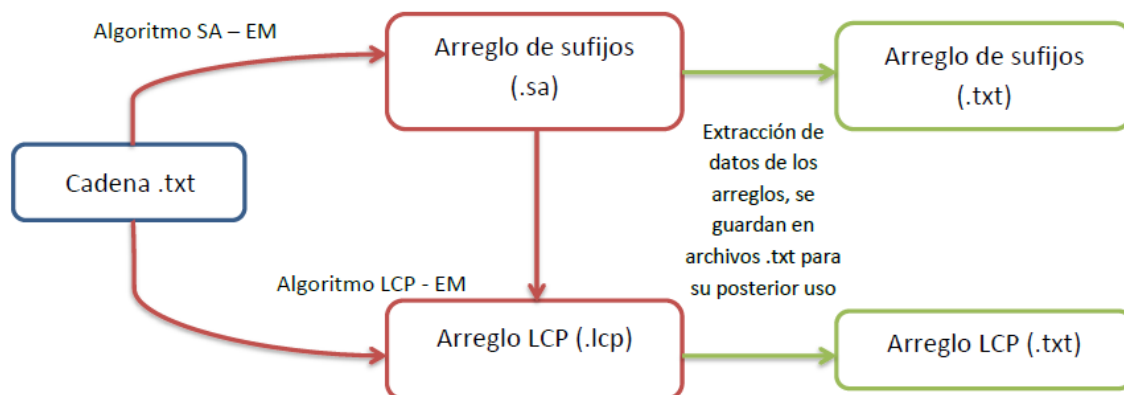 Algoritmo SA – EM
Arreglo de sufijos
(.sa)
Arreglo de sufijos
(.txt)
Cadena .txt
Extracción de
datos de los
arreglos, se
guardan en
archivos .txt para
su posterior uso
Algoritmo LCP - EM
Arreglo LCP (.lcp)
Arreglo LCP (.txt)